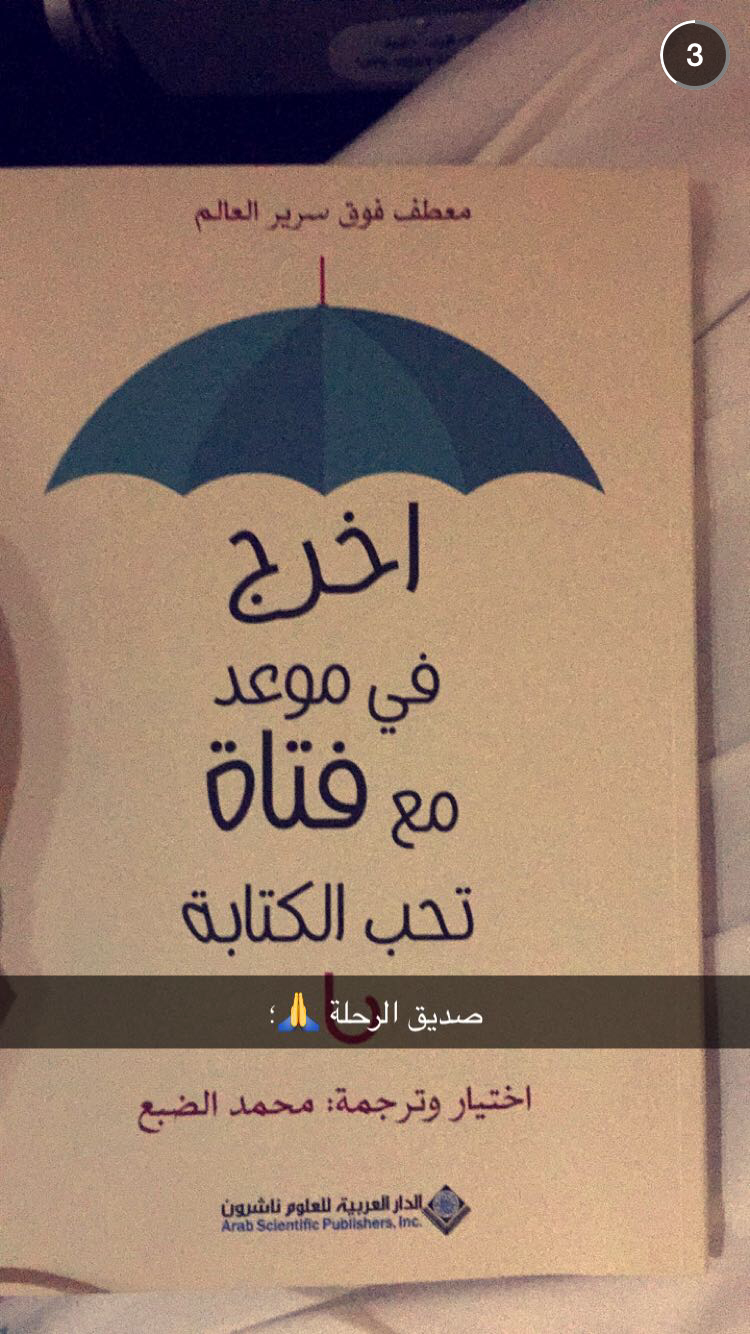 3
معطف فوق سرير العالم
اخرج
في موعد
مع فتاة
تحب الكتابة
صديق الرحلة 🙏؛
اختيار وترجمة: محمد الضبع
الدار العربية للعلوم ناشرون
Arab Scientific Publishers, Inc.